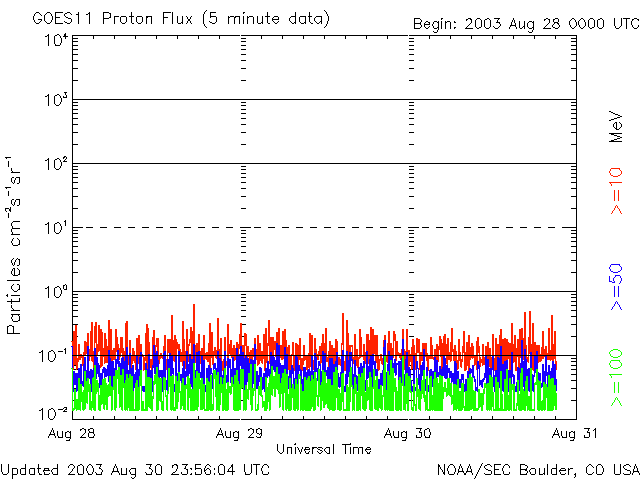 GOES11 Proton Flux (5 minute data)
Begin: 2003 Aug 28 0000 UTC
Particles cm⁻²s⁻¹sr⁻¹
10⁴
10³
10²
10¹
10⁰
10⁻¹
10⁻²
MeV
>=10
>=50
>=100
Aug 28
Aug 29
Aug 30
Aug 31
Universal Time
Updated 2003 Aug 30 23:56:04 UTC
NOAA/SEC Boulder, CO USA